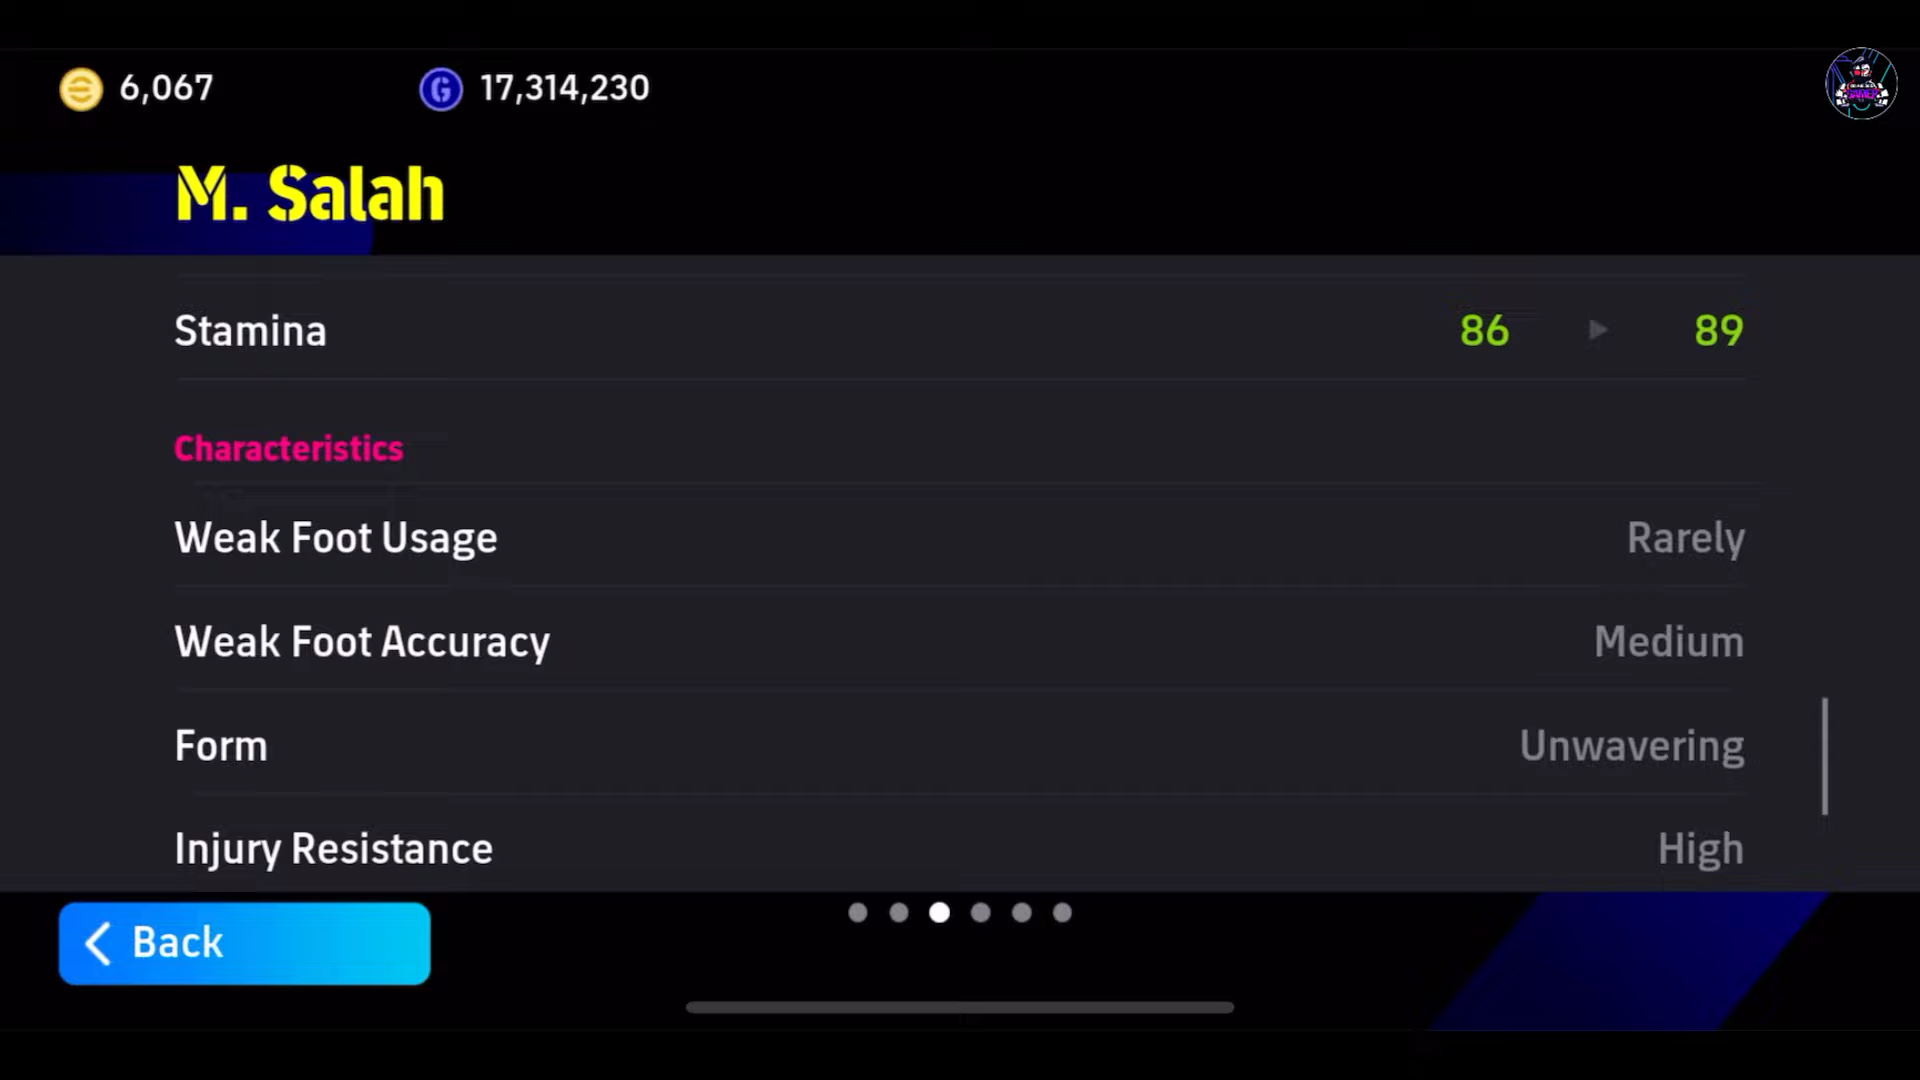 6,067 17,314,230
M. Salah
Stamina 86 89
Characteristics
Weak Foot Usage Rarely
Weak Foot Accuracy Medium
Form Unwavering
Injury Resistance High
Back